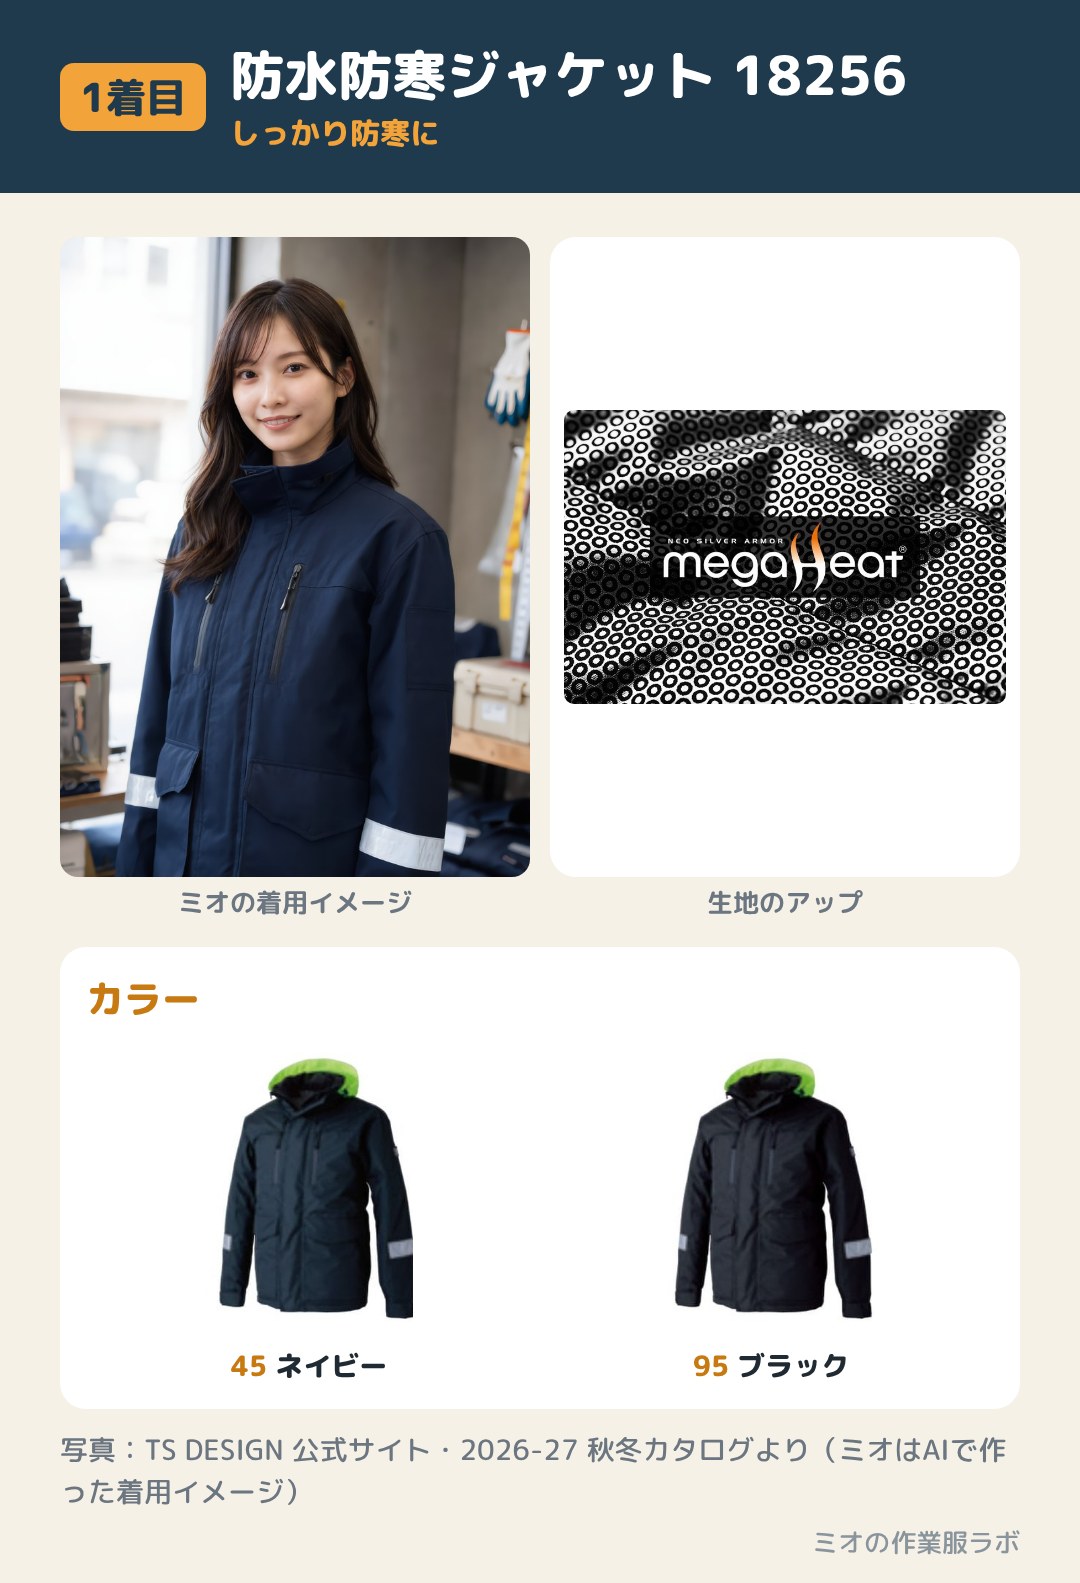 1着目
防水防寒ジャケット 18256
しっかり防寒に
NEO SILVER ARMOR
megaHeat®
ミオの着用イメージ
生地のアップ
カラー
45 ネイビー
95 ブラック
写真：TS DESIGN 公式サイト・2026-27 秋冬カタログより（ミオはAIで作
った着用イメージ）
ミオの作業服ラボ